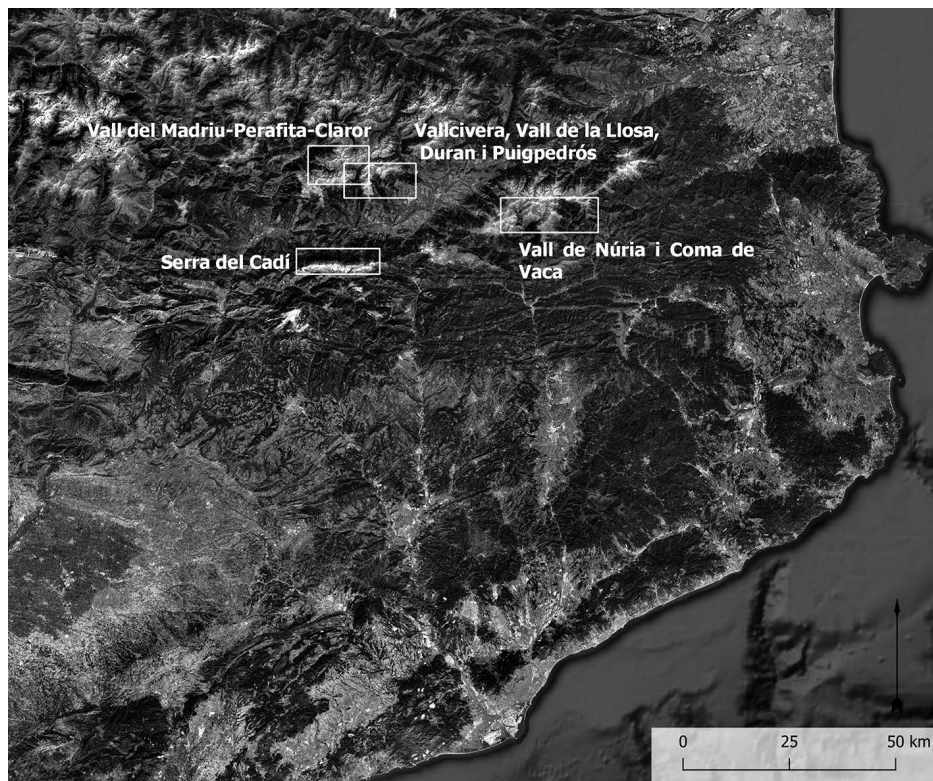 Vall del Madriu-Perafita-Claror
Vallcivera, Vall de la Llosa,
Duran i Puigpedrós
Serra del Cadí
Vall de Núria i Coma de
Vaca
0 25 50 km